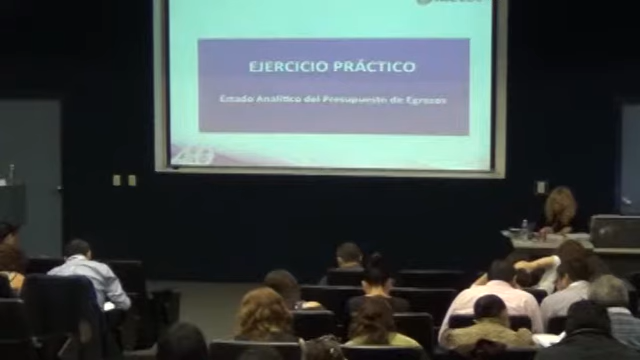 EJERCICIO PRÁCTICO
Estado Analítico del Presupuesto de Egresos